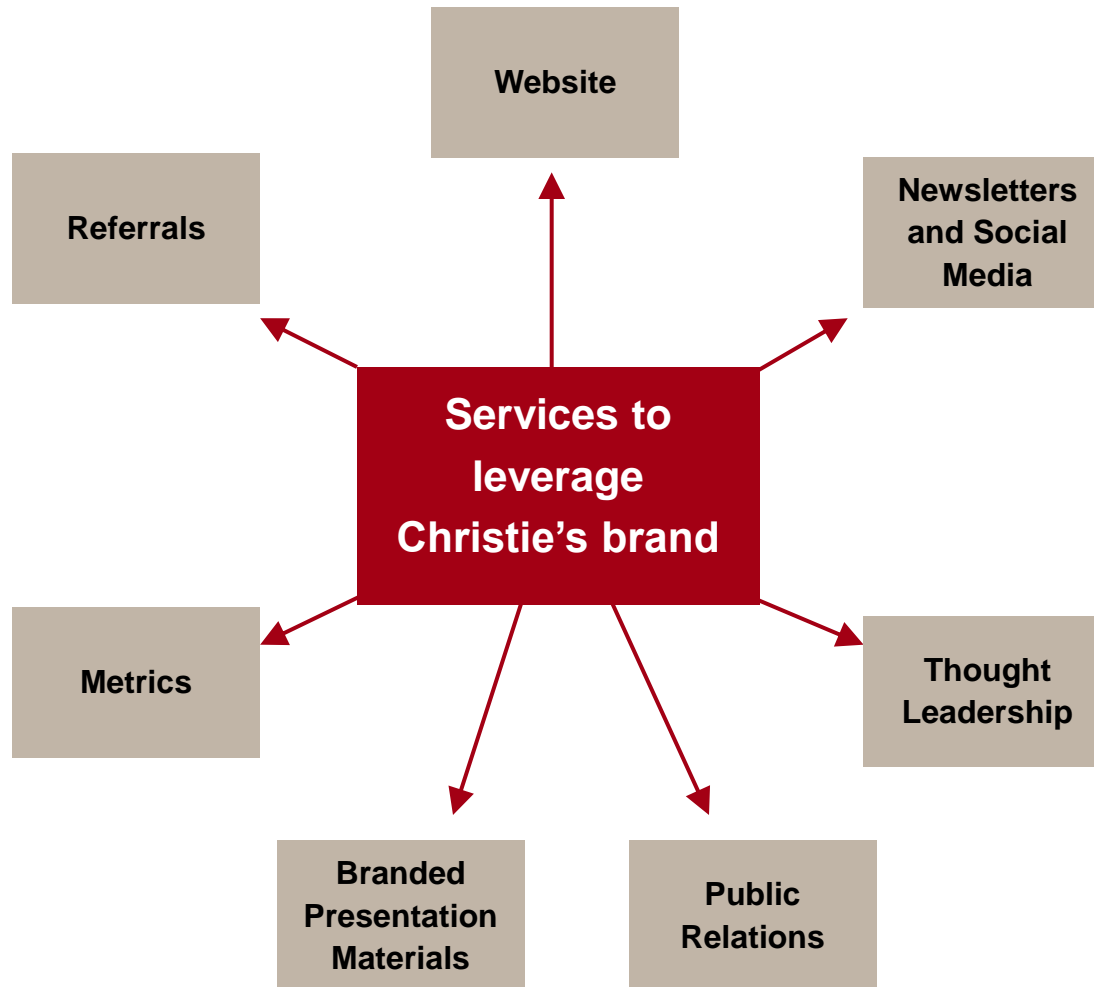 Website
Referrals
Newsletters
and Social
Media
Services to
leverage
Christie’s brand
Metrics
Thought
Leadership
Branded
Presentation
Materials
Public
Relations